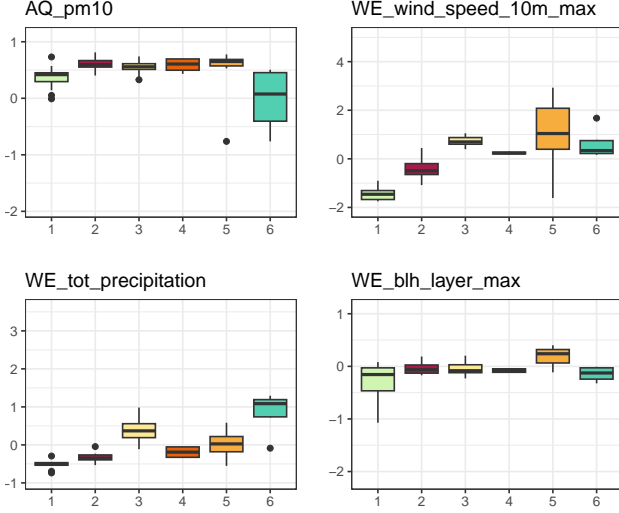 AQ_pm10
1
0
−1
−2
1 2 3 4 5 6
WE_wind_speed_10m_max
4
2
0
−2
1 2 3 4 5 6
WE_tot_precipitation
3
2
1
0
−1
1 2 3 4 5 6
WE_blh_layer_max
1
0
−1
−2
1 2 3 4 5 6